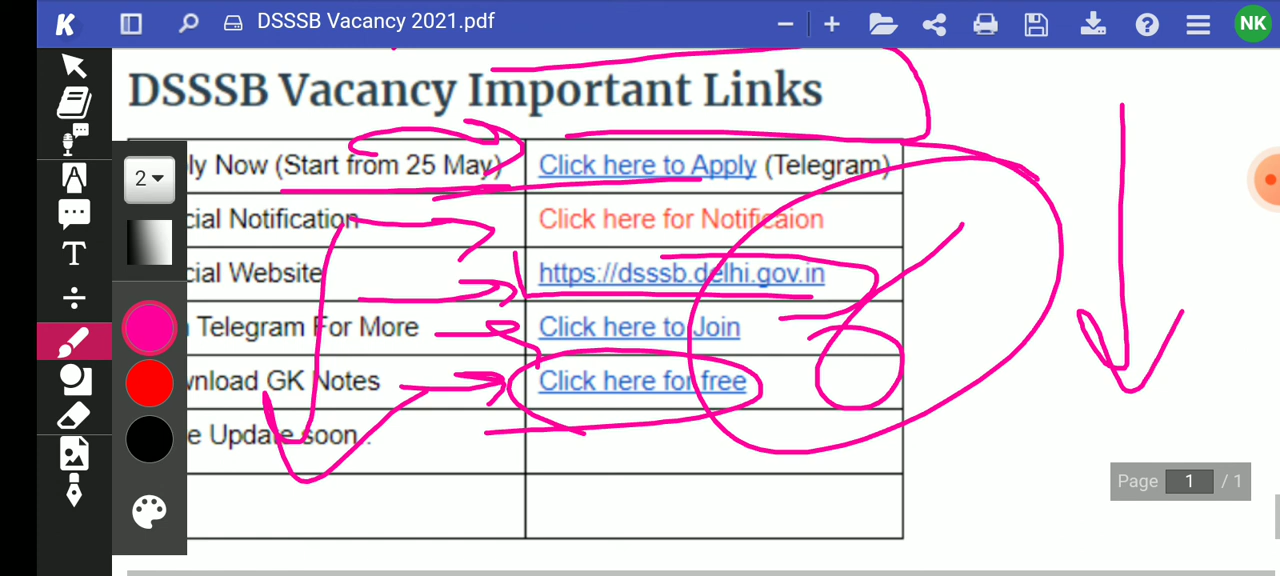 DSSSB Vacancy 2021.pdf
NK
DSSSB Vacancy Important Links
2
ly Now (Start from 25 May) Click here to Apply (Telegram)
cial Notification Click here for Notificaion
cial Website https://dsssb.delhi.gov.in
Telegram For More Click here to Join
wnload GK Notes Click here for free
e Update soon..
Page 1 / 1